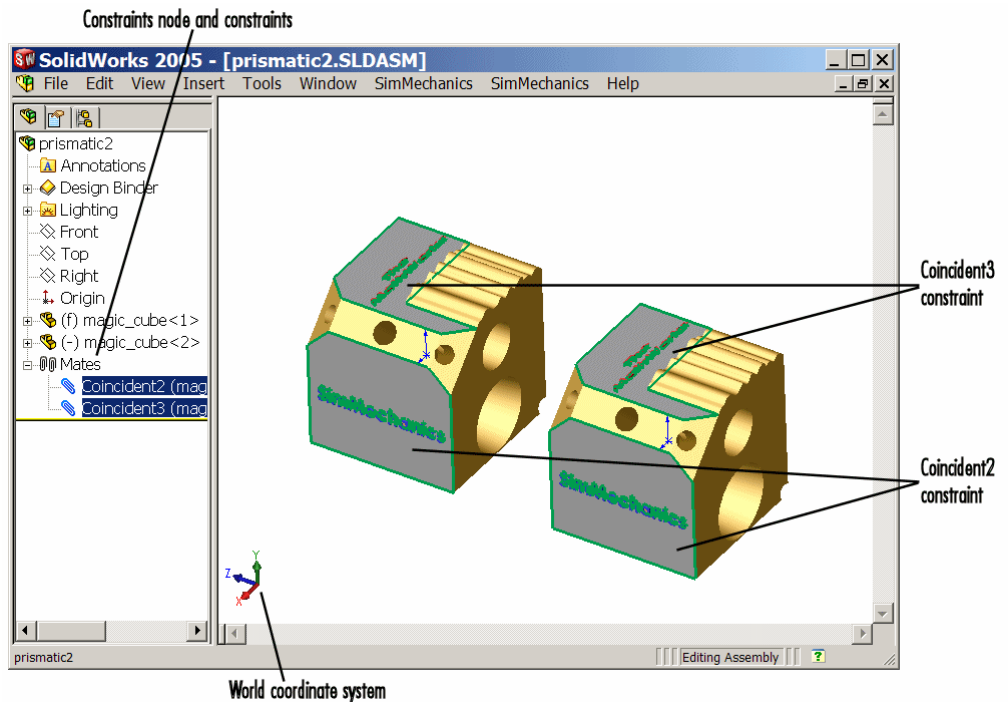 Constraints node and constraints
SolidWorks 2005 - [prismatic2.SLDASM]
File Edit View Insert Tools Window SimMechanics SimMechanics Help
prismatic2
A Annotations
Design Binder
Lighting
Front
Top
Right
Origin
(f) magic_cube<1>
(-) magic_cube<2>
Mates
Coincident2 (mag
Coincident3 (mag
Coincident3
constraint
SimMechanics
Coincident2
constraint
SimMechanics
Y
Z
X
prismatic2
Editing Assembly
?
World coordinate system